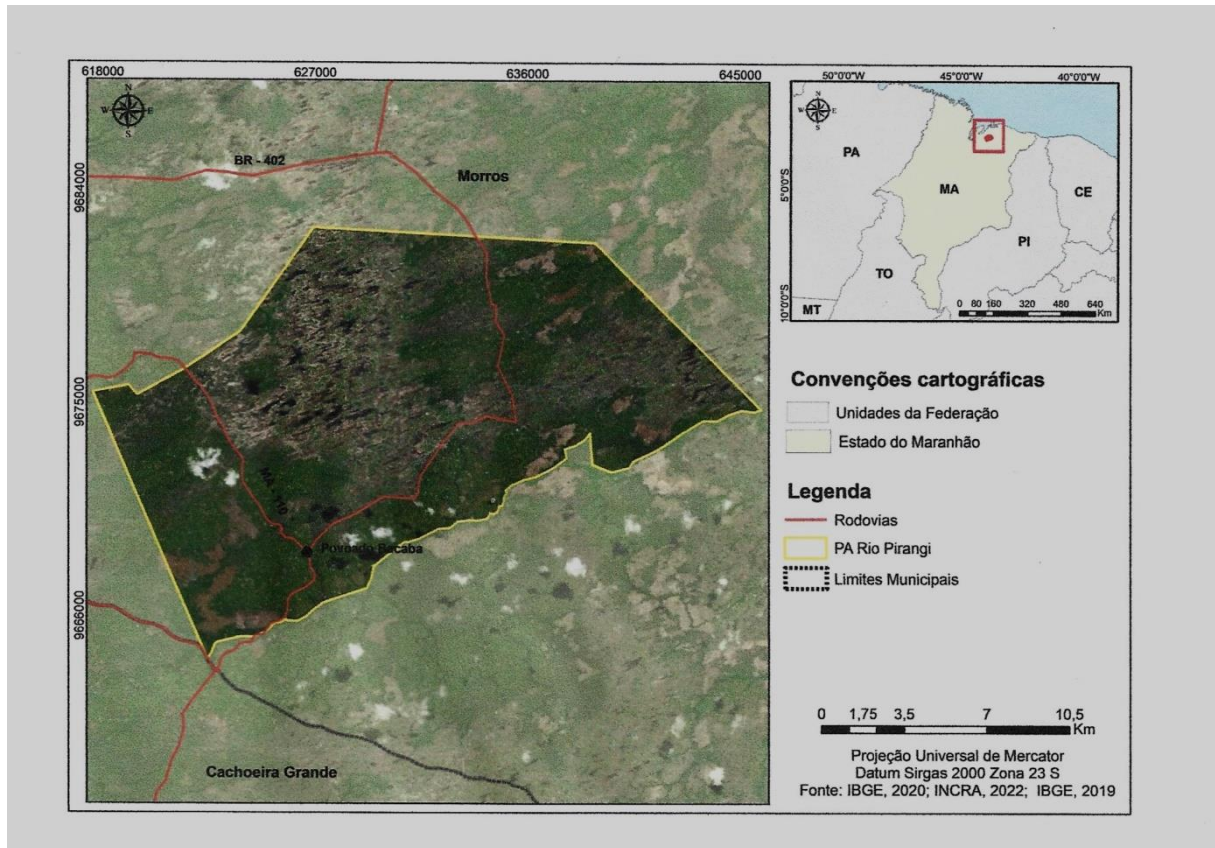 618000
627000
636000
645000
9684000
9675000
9666000
N
W E
S
BR - 402
Morros
MA - 110
Povoado Bacaba
Cachoeira Grande
50°0'0"W
45°0'0"W
40°0'0"W
5°0'0"S
10°0'0"S
N
W E
S
PA
MA
CE
PI
TO
MT
0 80 160 320 480 640
Km
Convenções cartográficas
Unidades da Federação
Estado do Maranhão
Legenda
Rodovias
PA Rio Pirangi
Limites Municipais
0 1,75 3,5 7 10,5
Km
Projeção Universal de Mercator
Datum Sirgas 2000 Zona 23 S
Fonte: IBGE, 2020; INCRA, 2022; IBGE, 2019